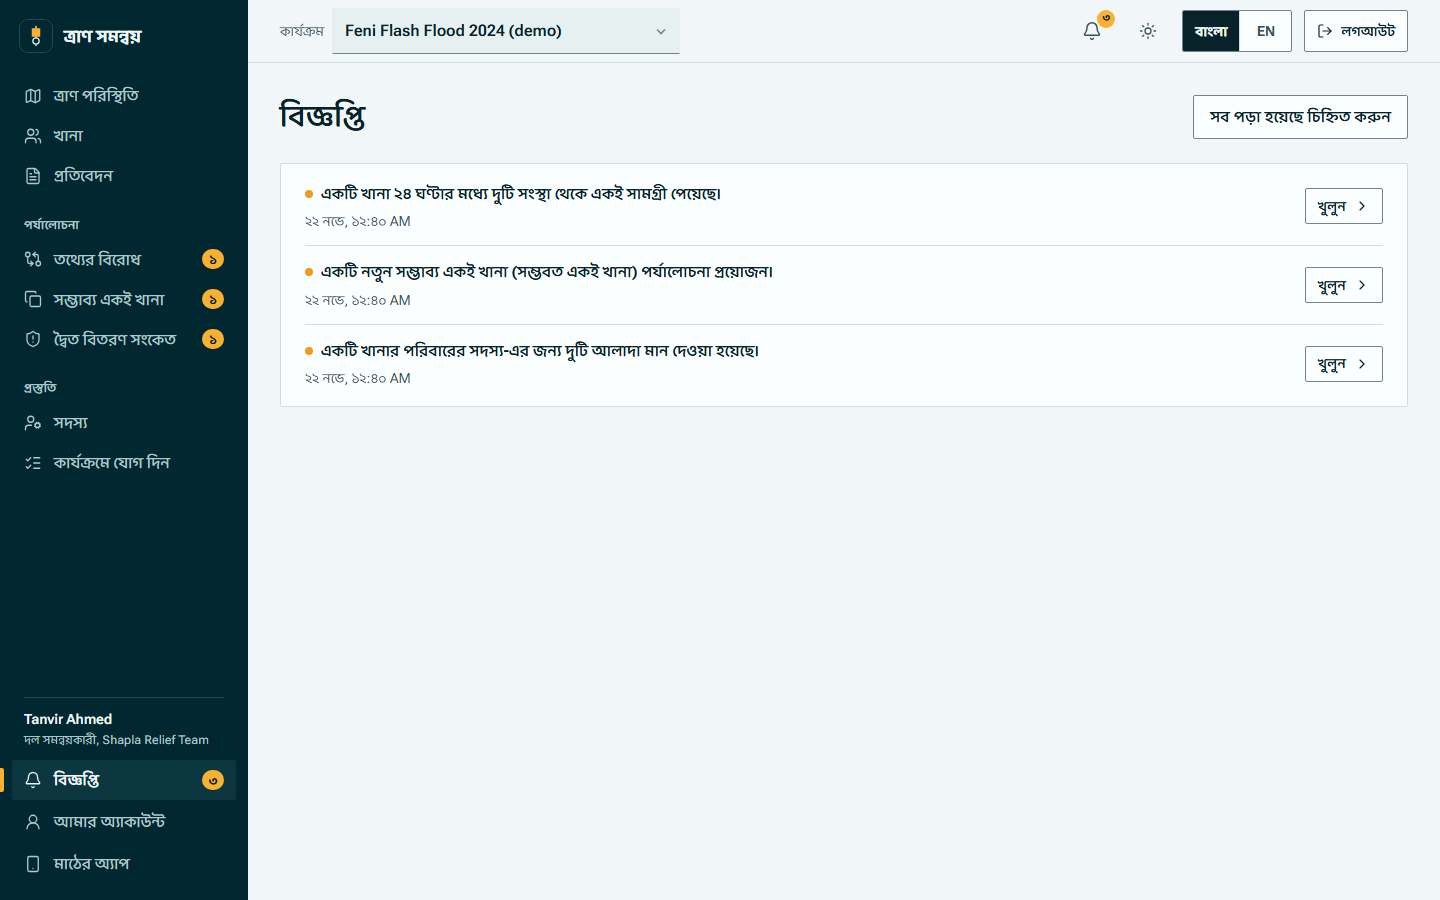 ত্রাণ সমন্বয়
ত্রাণ পরিস্থিতি
খানা
প্রতিবেদন
পর্যালোচনা
তথ্যের বিরোধ ১
সম্ভাব্য একই খানা ১
দ্বৈত বিতরণ সংকেত ১
প্রস্তুতি
সদস্য
কার্যক্রমে যোগ দিন
Tanvir Ahmed
দল সমন্বয়কারী, Shapla Relief Team
বিজ্ঞপ্তি ৩
আমার অ্যাকাউন্ট
মাঠের অ্যাপ
কার্যক্রম Feni Flash Flood 2024 (demo) ৩ বাংলা EN লগআউট
বিজ্ঞপ্তি
সব পড়া হয়েছে চিহ্নিত করুন
একটি খানা ২৪ ঘণ্টার মধ্যে দুটি সংস্থা থেকে একই সামগ্রী পেয়েছে।
২২ নভে, ১২:৪০ AM
খুলুন
একটি নতুন সম্ভাব্য একই খানা (সম্ভবত একই খানা) পর্যালোচনা প্রয়োজন।
২২ নভে, ১২:৪০ AM
খুলুন
একটি খানার পরিবারের সদস্য-এর জন্য দুটি আলাদা মান দেওয়া হয়েছে।
২২ নভে, ১২:৪০ AM
খুলুন